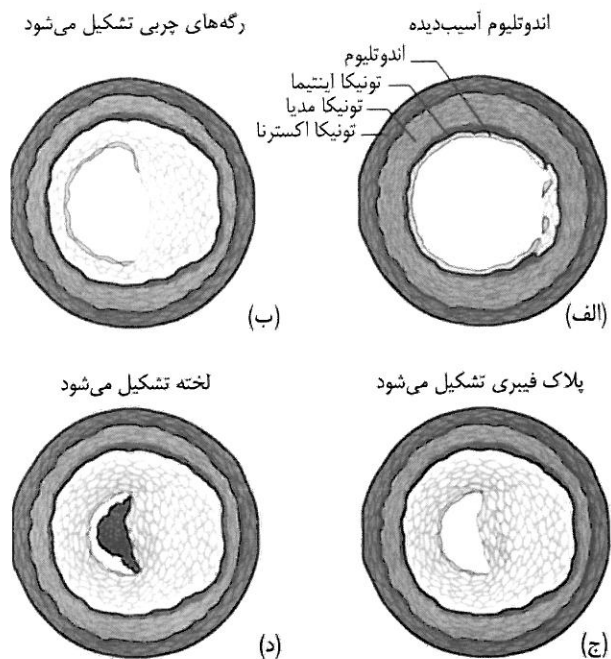 اندوتلیوم آسیب‌دیده
اندوتلیوم
تونیکا اینتیما
تونیکا مدیا
تونیکا اکسترنا
(الف)
رگه‌های چربی تشکیل می‌شود
(ب)
پلاک فیبری تشکیل می‌شود
(ج)
لخته تشکیل می‌شود
(د)